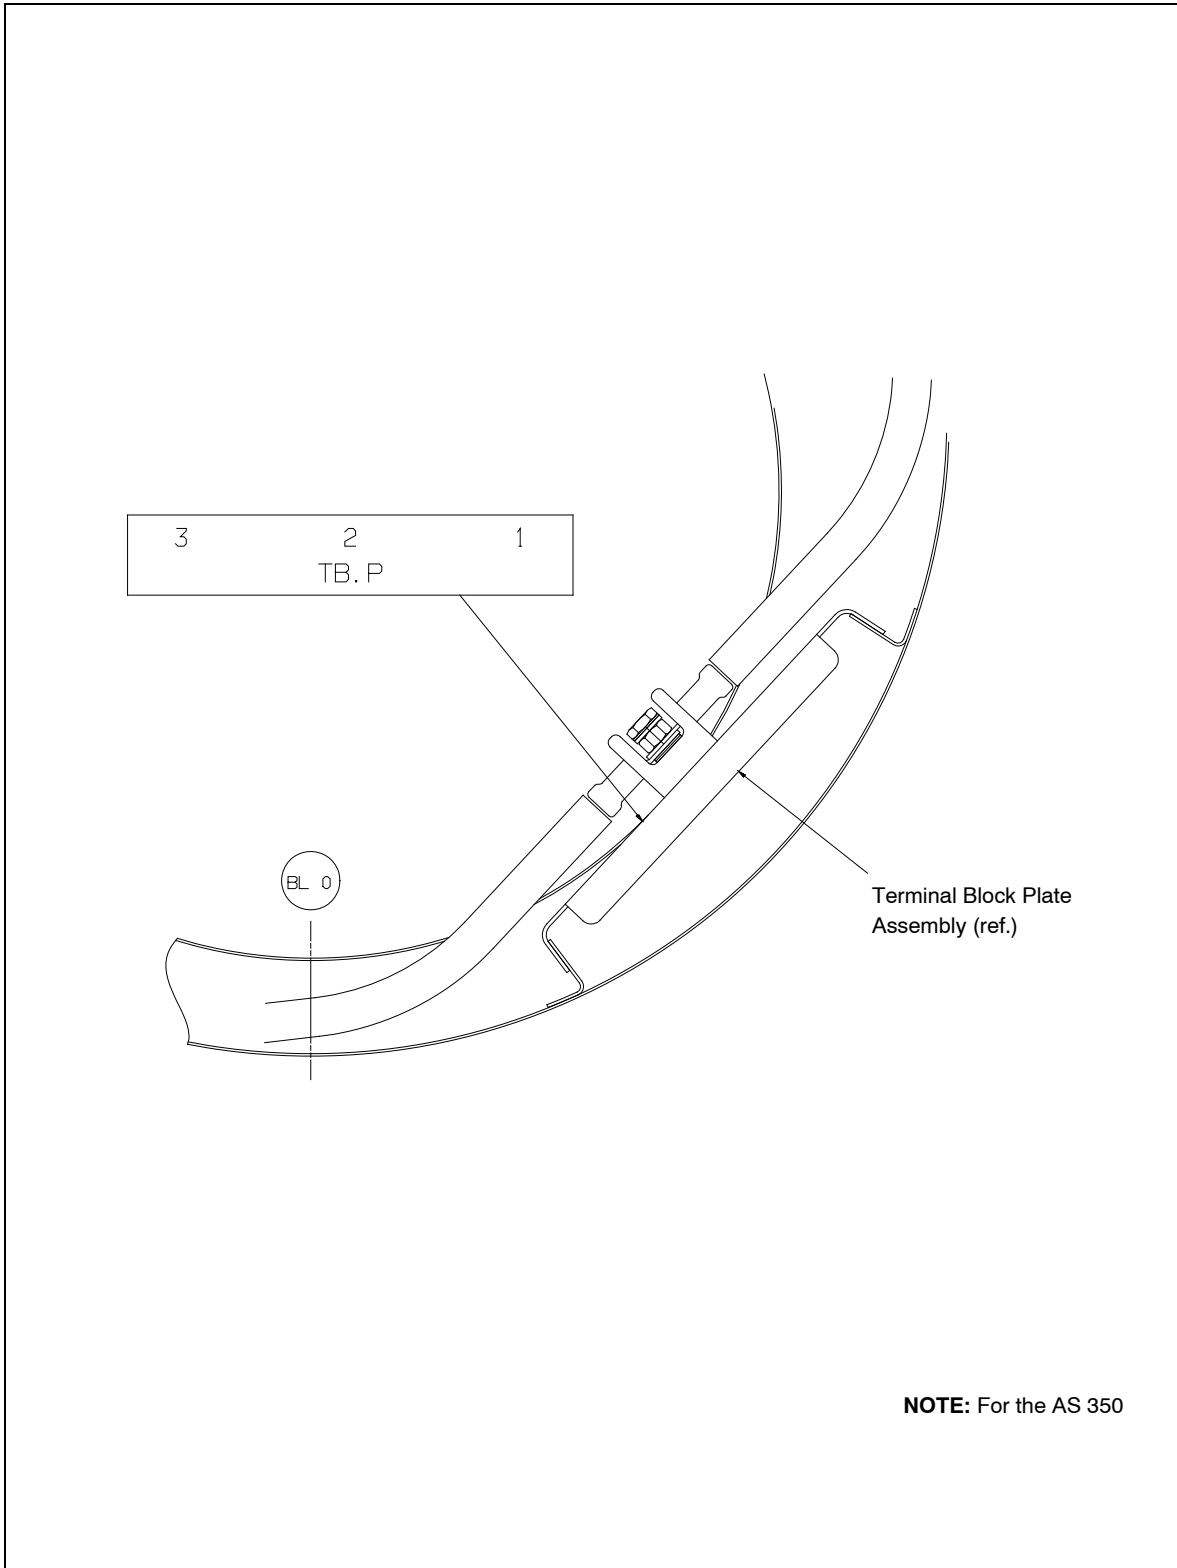 3 2 1
TB. P
BL 0
Terminal Block Plate
Assembly (ref.)
NOTE: For the AS 350